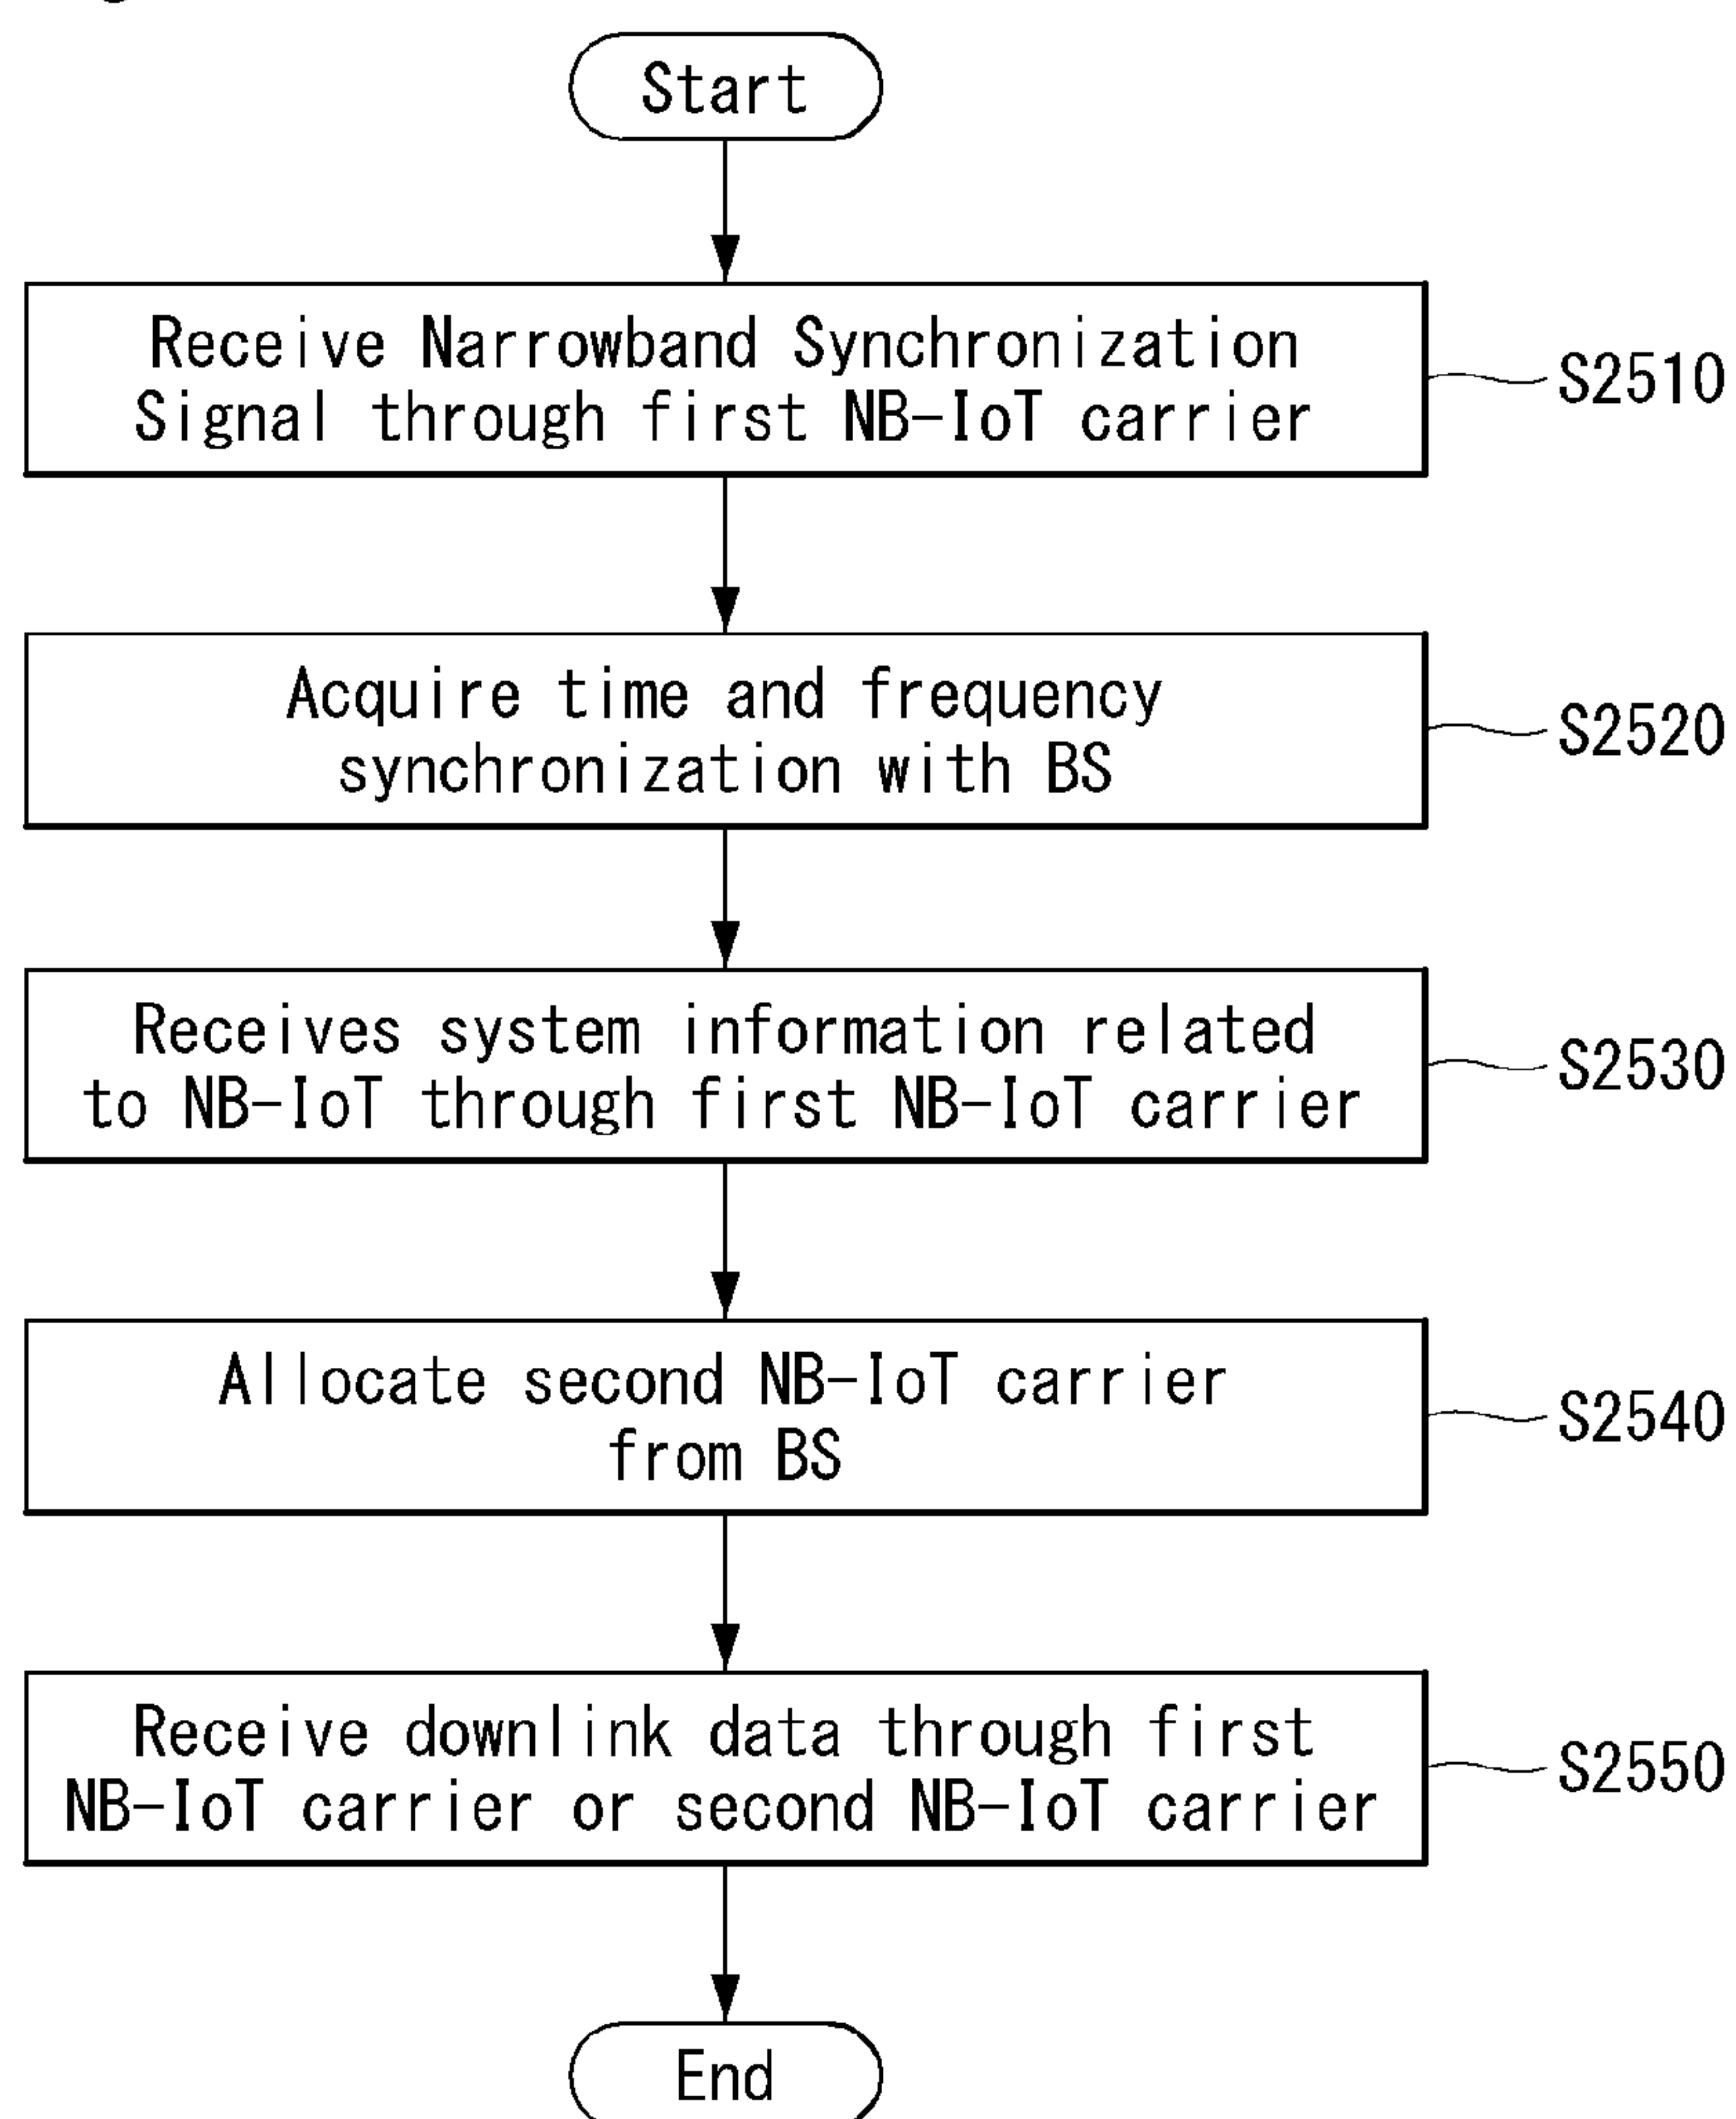 Start
Receive Narrowband Synchronization
Signal through first NB-IoT carrier
S2510
Acquire time and frequency
synchronization with BS
S2520
Receives system information related
to NB-IoT through first NB-IoT carrier
S2530
Allocate second NB-IoT carrier
from BS
S2540
Receive downlink data through first
NB-IoT carrier or second NB-IoT carrier
S2550
End